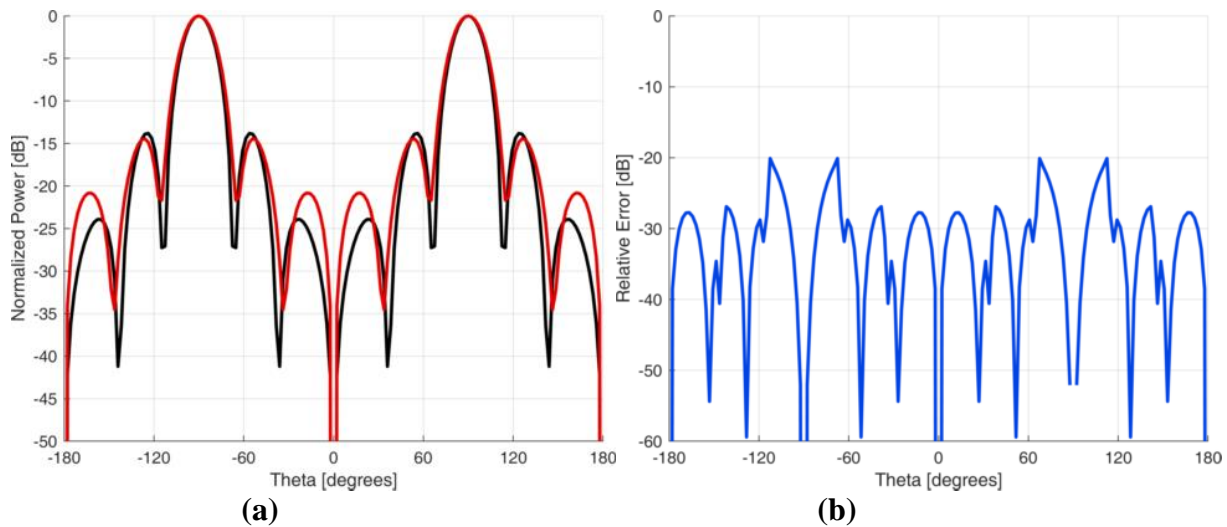 0
-5
-10
-15
-20
-25
-30
-35
-40
-45
-50
Normalized Power [dB]
-180 -120 -60 0 60 120 180
Theta [degrees]
(a)
0
-10
-20
-30
-40
-50
-60
Relative Error [dB]
-180 -120 -60 0 60 120 180
Theta [degrees]
(b)